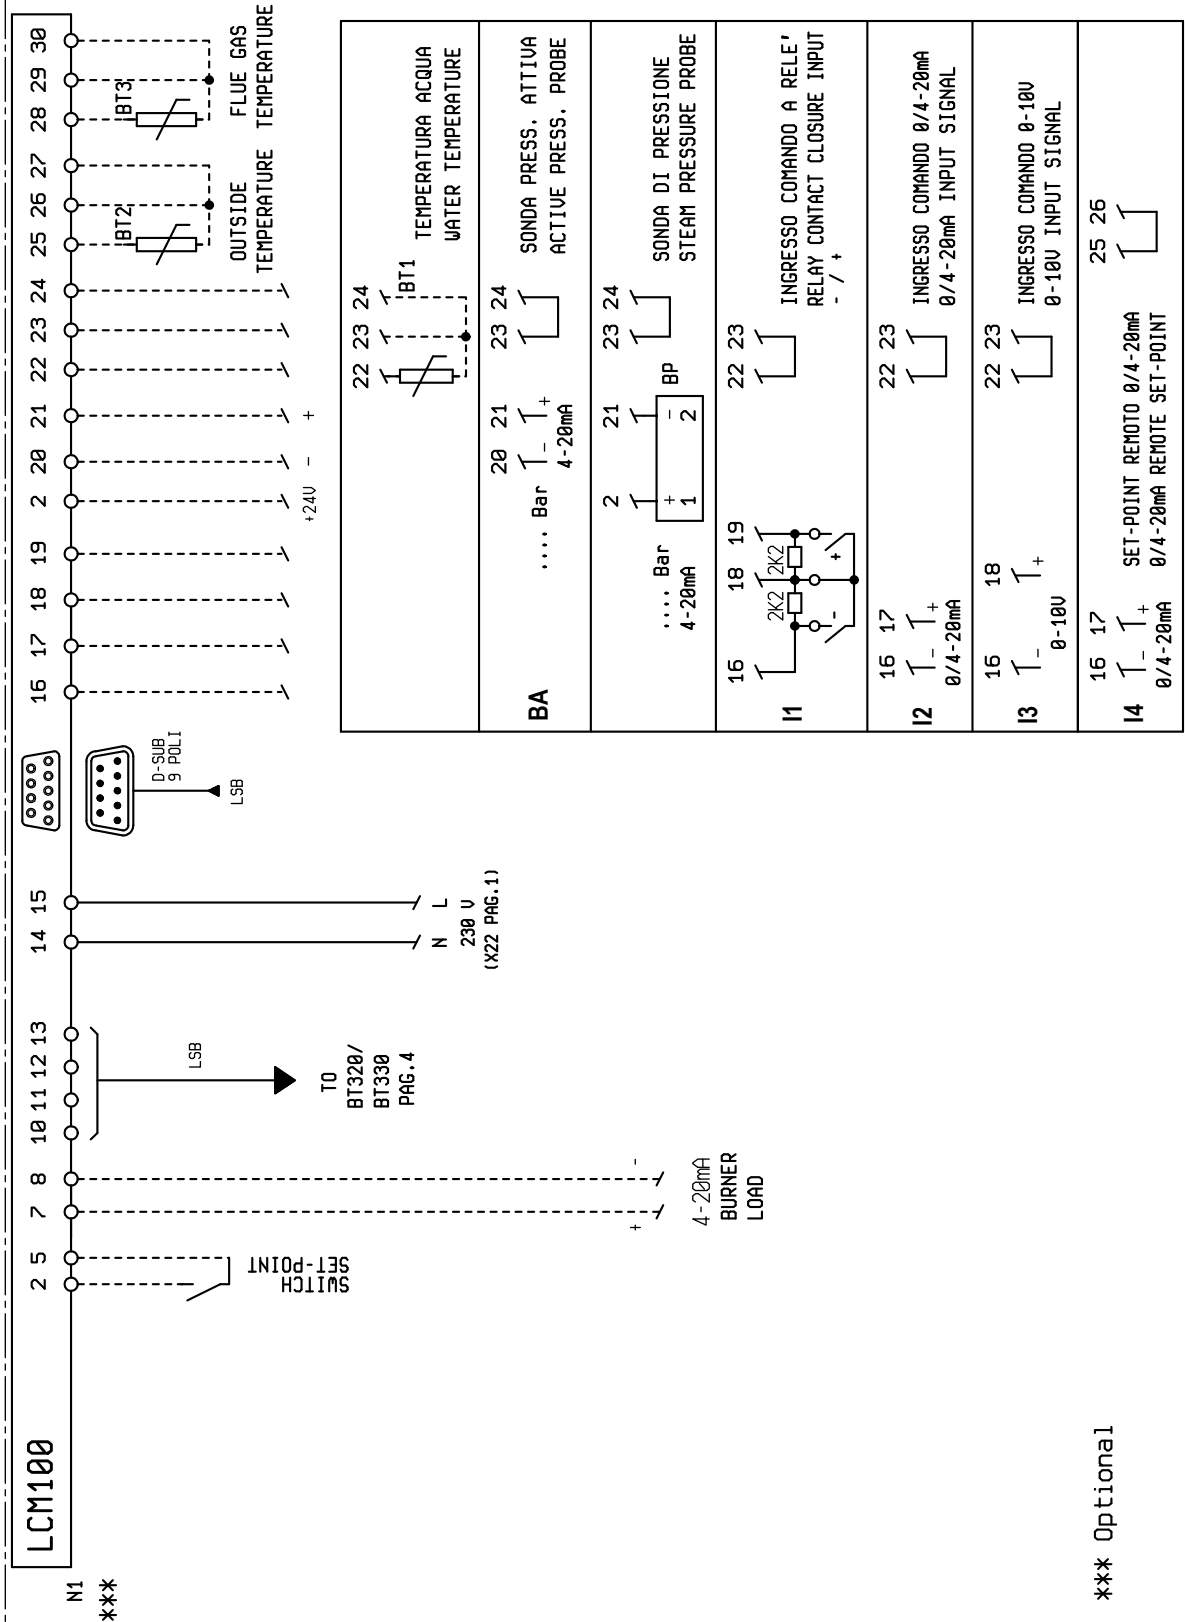 LCM100
N1
***
2 5 7 8 10 11 12 13 14 15 16 17 18 19 2 20 21 22 23 24 25 26 27 28 29 30
SWITCH
SET-POINT
+ -
4-20mA
BURNER
LOAD
LSB
TO
BT320/
BT330
PAG.4
N L
230 V
(X22 PAG.1)
D-SUB
9 POLI
LSB
+24V - +
BT2
OUTSIDE
TEMPERATURE
BT3
FLUE GAS
TEMPERATURE
22 23 24
BT1
TEMPERATURA ACQUA
WATER TEMPERATURE
BA
.... Bar
20 21
- +
4-20mA
23 24
SONDA PRESS. ATTIVA
ACTIVE PRESS. PROBE
.... Bar
4-20mA
2 21
+ -
1 2
BP
23 24
SONDA DI PRESSIONE
STEAM PRESSURE PROBE
I1
16 18 19
2K2 2K2
- +
22 23
INGRESSO COMANDO A RELE'
RELAY CONTACT CLOSURE INPUT
- / +
I2
16 17
- +
0/4-20mA
22 23
INGRESSO COMANDO 0/4-20mA
0/4-20mA INPUT SIGNAL
I3
16 18
- +
0-10V
22 23
INGRESSO COMANDO 0-10V
0-10V INPUT SIGNAL
I4
16 17
- +
0/4-20mA
SET-POINT REMOTO 0/4-20mA
0/4-20mA REMOTE SET-POINT
25 26
*** Optional